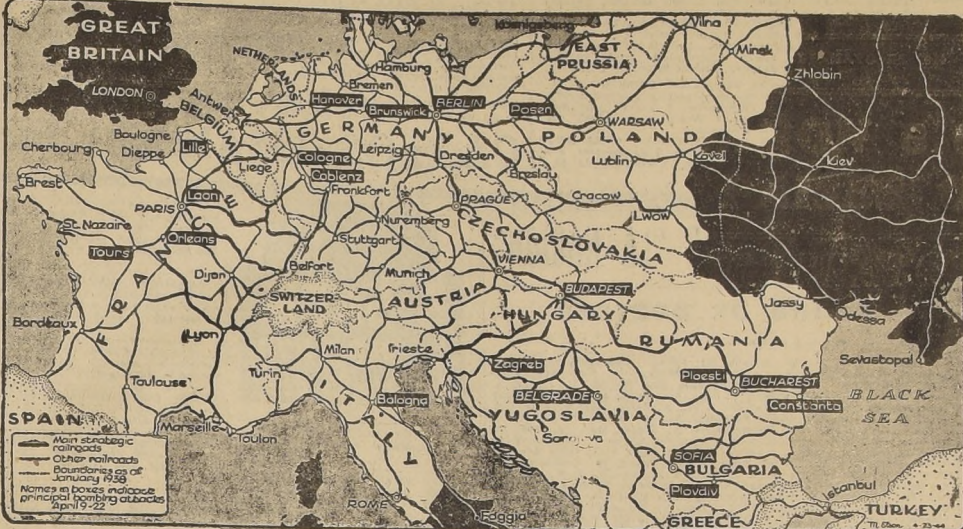 GREAT
BRITAIN
LONDON
NETHERLANDS
Hamburg
Bremen
Koenigsberg
EAST
PRUSSIA
Vilna
Minsk
Zhlobin
Hanover
Brunswick
BERLIN
Posen
WARSAW
Antwerp
BELGIUM
GERMANY
POLAND
Boulogne
Dieppe
Cherbourg
Lille
Liege
Cologne
Coblenz
Leipzig
Dresden
Breslau
Lublin
Kovel
Kiev
Brest
Laon
PARIS
Frankfort
PRAGUE
Cracow
Lwow
St. Nazaire
Tours
Orleans
Nuremberg
Stuttgart
CZECHOSLOVAKIA
FRANCE
Dijon
Belfort
Munich
VIENNA
SWITZER-
LAND
AUSTRIA
BUDAPEST
HUNGARY
Jassy
Odessa
Bordeaux
Lyon
Milan
Trieste
RUMANIA
Sevastopol
Toulouse
Turin
Zagreb
Ploesti
BUCHAREST
ITALY
Bologna
BELGRADE
Constanta
BLACK
SEA
SPAIN
Marseille
Toulon
YUGOSLAVIA
Sarajevo
SOFIA
BULGARIA
Plovdiv
Main strategic
railroads
Other railroads
Boundaries as of
January 1938
Names in boxes indicate
principal bombing attacks
April 9-22
ROME
Foggia
GREECE
Istanbul
TURKEY
4-23-44